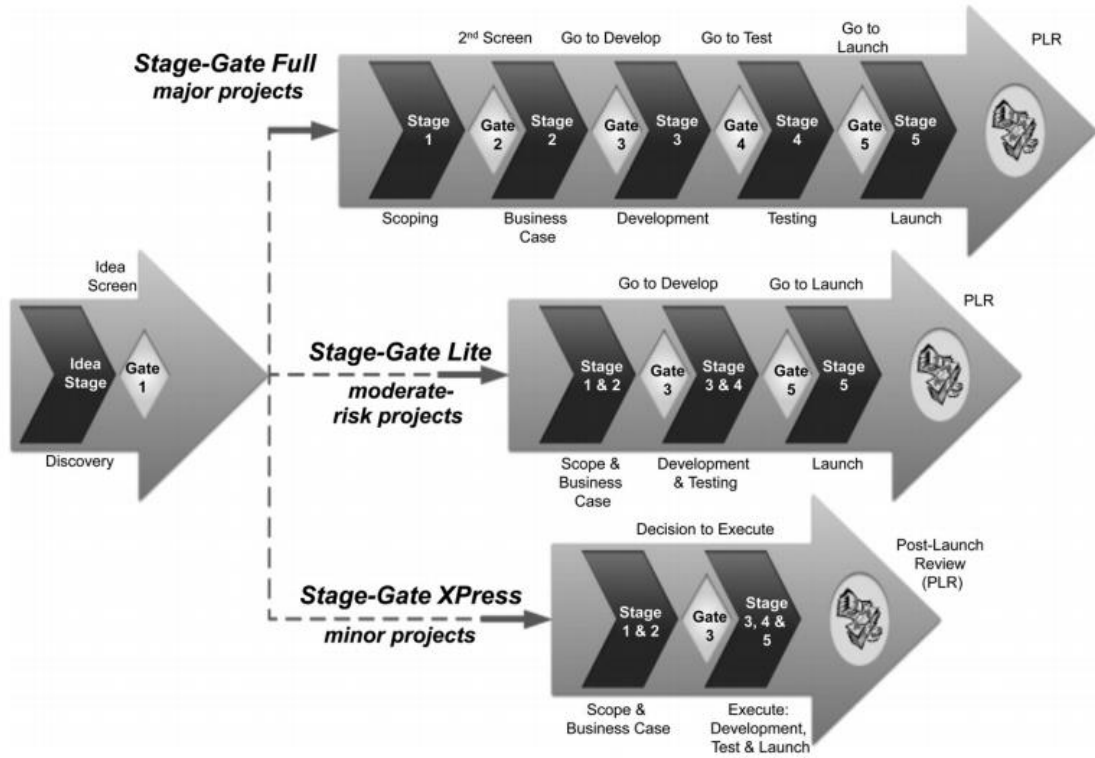 2nd Screen
Go to Develop
Go to Test
Go to
Launch
PLR
Stage-Gate Full
major projects
Stage
1
Gate
2
Stage
2
Gate
3
Stage
3
Gate
4
Stage
4
Gate
5
Stage
5
Scoping
Business
Case
Development
Testing
Launch
Idea
Screen
Idea
Stage
Gate
1
Discovery
Go to Develop
Go to Launch
PLR
Stage-Gate Lite
moderate-
risk projects
Stage
1 & 2
Gate
3
Stage
3 & 4
Gate
5
Stage
5
Scope &
Business
Case
Development
& Testing
Launch
Decision to Execute
Post-Launch
Review
(PLR)
Stage-Gate XPress
minor projects
Stage
1 & 2
Gate
3
Stage
3, 4 &
5
Scope &
Business Case
Execute:
Development,
Test & Launch